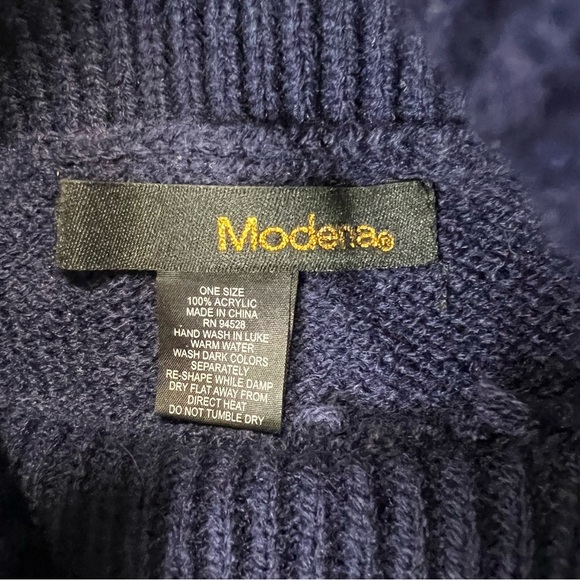 Modena®
ONE SIZE
100% ACRYLIC
MADE IN CHINA
RN 94528
HAND WASH IN LUKE
. WARM WATER
WASH DARK COLORS
SEPARATELY
RE-SHAPE WHILE DAMP
DRY FLAT AWAY FROM
DIRECT HEAT
DO NOT TUMBLE DRY